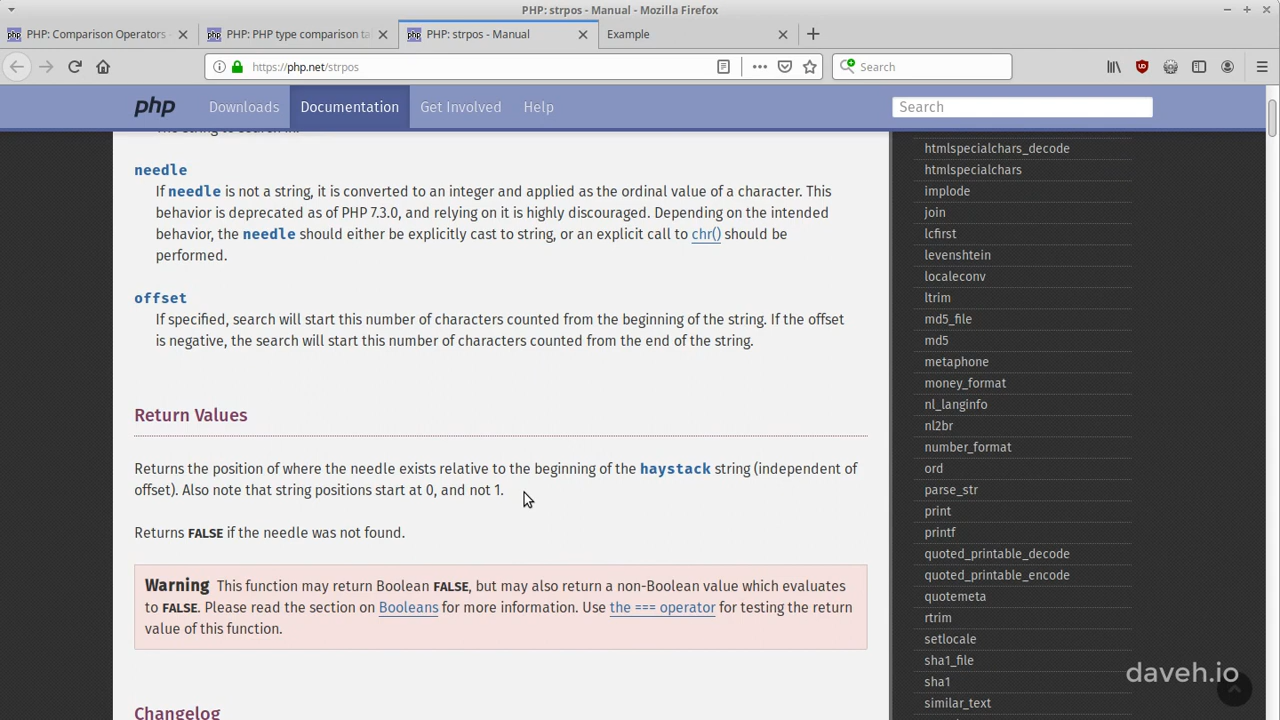 PHP: strpos - Manual - Mozilla Firefox
PHP: Comparison Operators -
PHP: PHP type comparison ta
PHP: strpos - Manual
Example
https://php.net/strpos
Search
php
Downloads
Documentation
Get Involved
Help
Search
needle
If needle is not a string, it is converted to an integer and applied as the ordinal value of a character. This
behavior is deprecated as of PHP 7.3.0, and relying on it is highly discouraged. Depending on the intended
behavior, the needle should either be explicitly cast to string, or an explicit call to chr() should be
performed.
offset
If specified, search will start this number of characters counted from the beginning of the string. If the offset
is negative, the search will start this number of characters counted from the end of the string.
Return Values
Returns the position of where the needle exists relative to the beginning of the haystack string (independent of
offset). Also note that string positions start at 0, and not 1.
Returns FALSE if the needle was not found.
Warning This function may return Boolean FALSE, but may also return a non-Boolean value which evaluates
to FALSE. Please read the section on Booleans for more information. Use the === operator for testing the return
value of this function.
Changelog
htmlspecialchars_decode
htmlspecialchars
implode
join
lcfirst
levenshtein
localeconv
ltrim
md5_file
md5
metaphone
money_format
nl_langinfo
nl2br
number_format
ord
parse_str
print
printf
quoted_printable_decode
quoted_printable_encode
quotemeta
rtrim
setlocale
sha1_file
sha1
similar_text
daveh.io